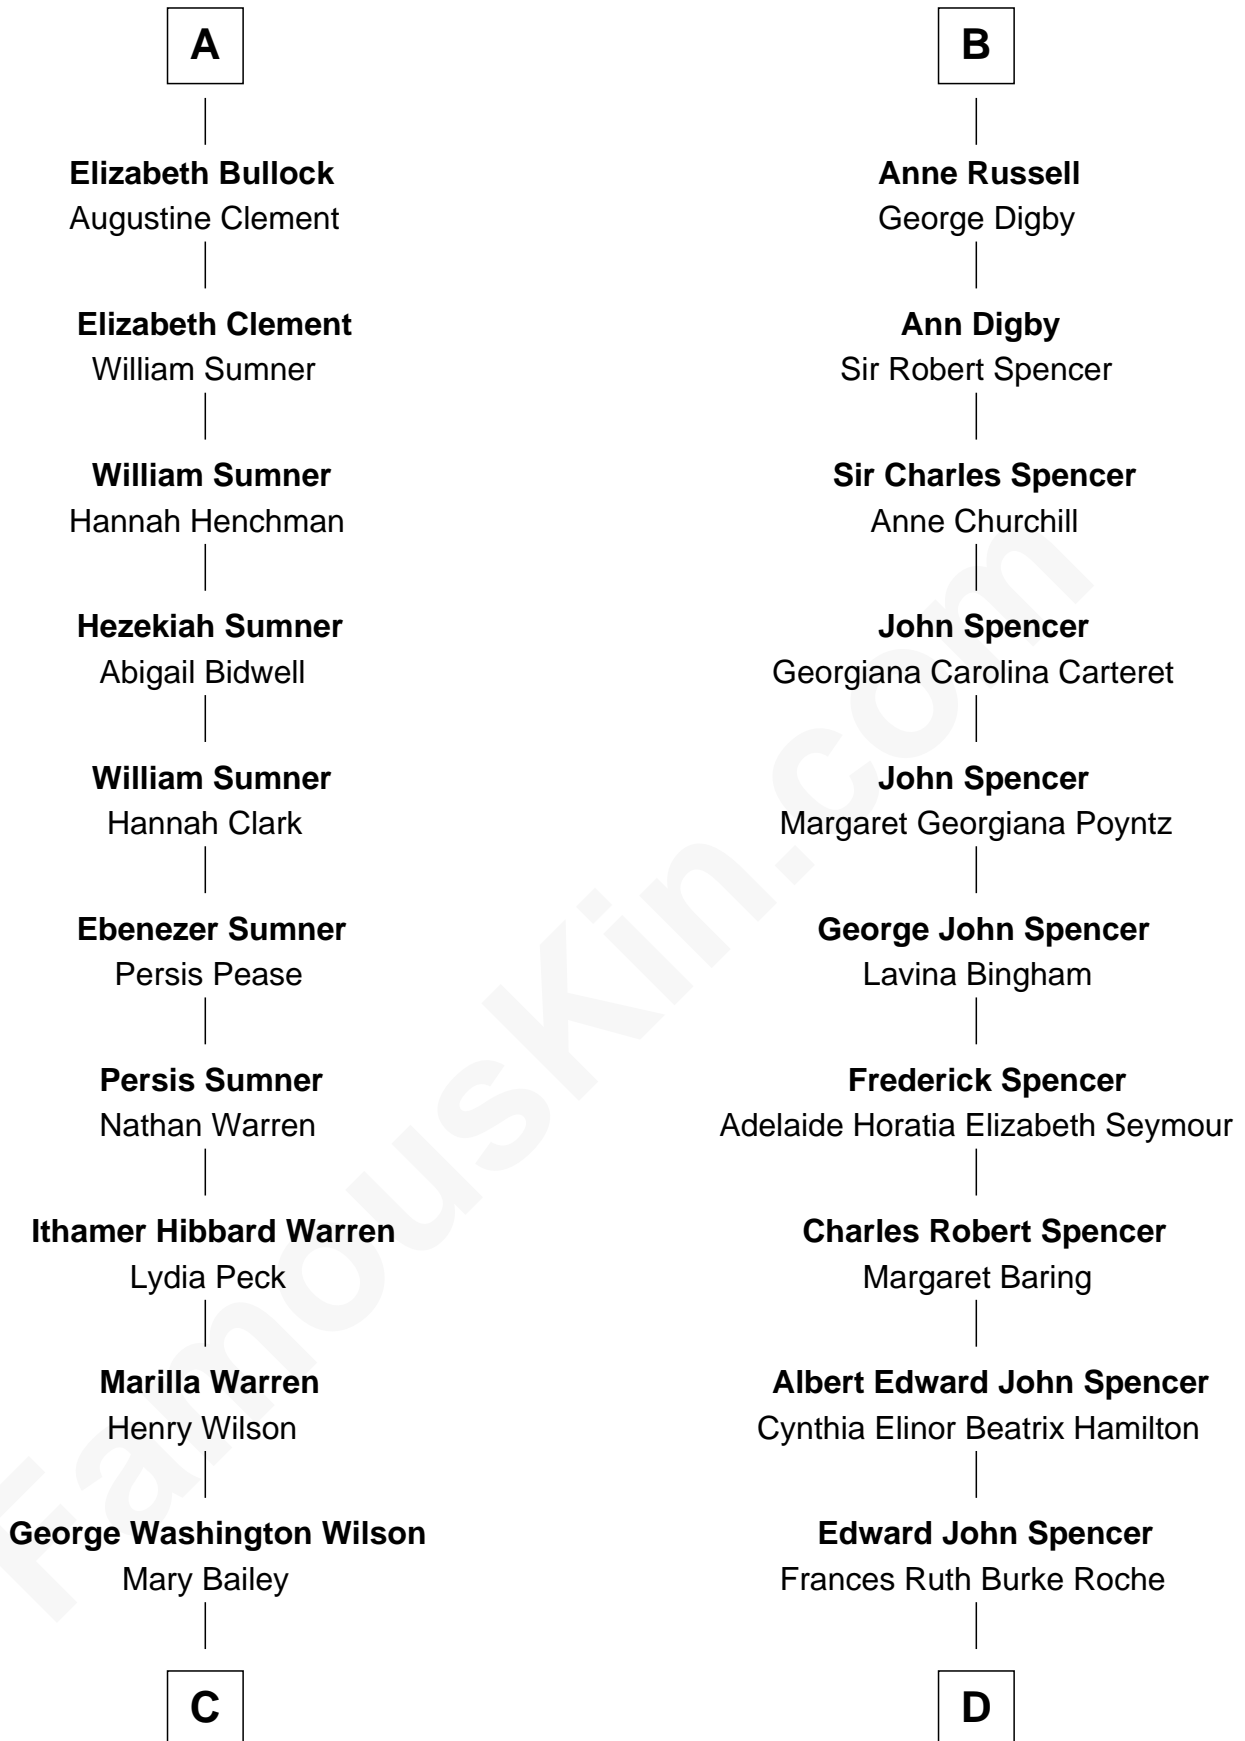 A
B
Elizabeth Bullock
Augustine Clement
Anne Russell
George Digby
Elizabeth Clement
William Sumner
Ann Digby
Sir Robert Spencer
William Sumner
Hannah Henchman
Sir Charles Spencer
Anne Churchill
Hezekiah Sumner
Abigail Bidwell
John Spencer
Georgiana Carolina Carteret
William Sumner
Hannah Clark
John Spencer
Margaret Georgiana Poyntz
Ebenezer Sumner
Persis Pease
George John Spencer
Lavina Bingham
Persis Sumner
Nathan Warren
Frederick Spencer
Adelaide Horatia Elizabeth Seymour
Ithamer Hibbard Warren
Lydia Peck
Charles Robert Spencer
Margaret Baring
Marilla Warren
Henry Wilson
Albert Edward John Spencer
Cynthia Elinor Beatrix Hamilton
George Washington Wilson
Mary Bailey
Edward John Spencer
Frances Ruth Burke Roche
C
D
FamousKin.com